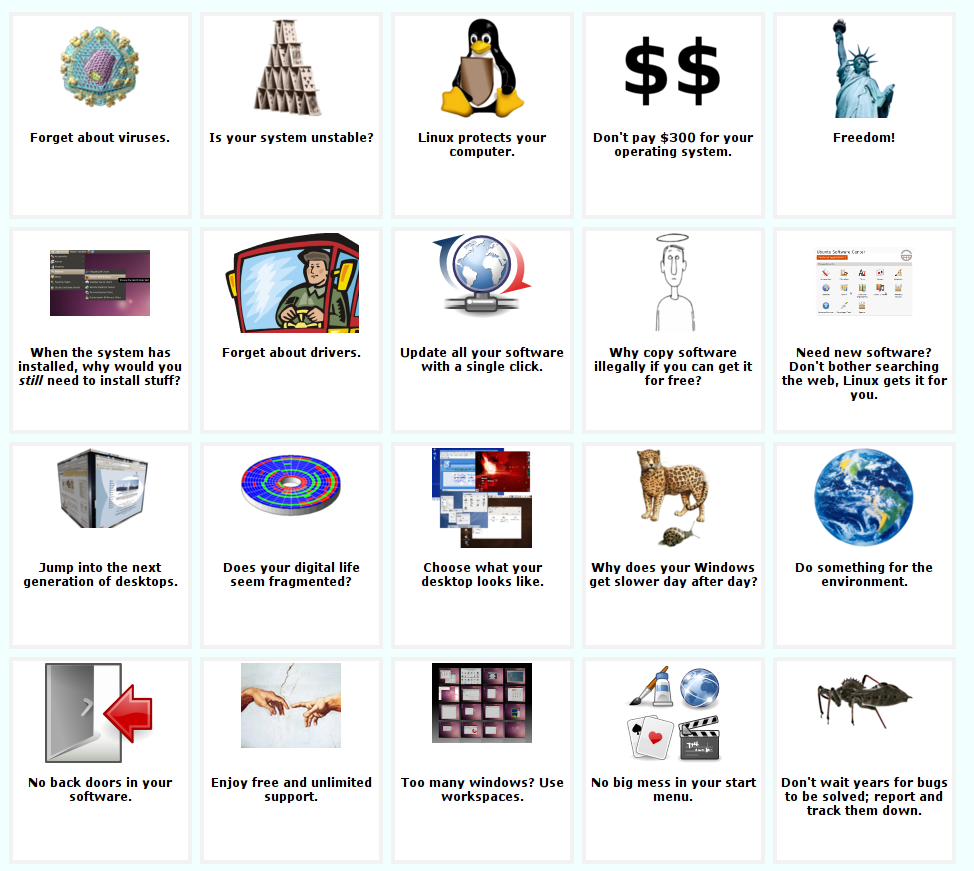 Forget about viruses.
Is your system unstable?
Linux protects your
computer.
$$
Don't pay $300 for your
operating system.
Freedom!
When the system has
installed, why would you
still need to install stuff?
Forget about drivers.
Update all your software
with a single click.
Why copy software
illegally if you can get it
for free?
Ubuntu Software Center
Need new software?
Don't bother searching
the web, Linux gets it for
you.
Jump into the next
generation of desktops.
Does your digital life
seem fragmented?
Choose what your
desktop looks like.
Why does your Windows
get slower day after day?
Do something for the
environment.
No back doors in your
software.
Enjoy free and unlimited
support.
Too many windows? Use
workspaces.
No big mess in your start
menu.
Don't wait years for bugs
to be solved; report and
track them down.